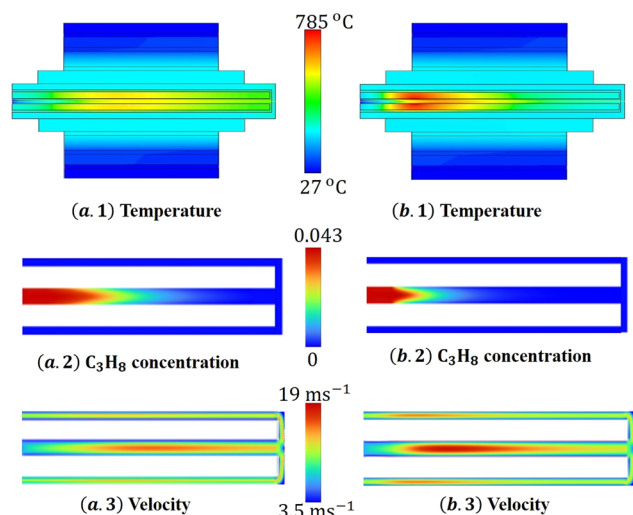 785 °C
27 °C
(a.1) Temperature
(b.1) Temperature
0.043
0
(a.2) C₃H₈ concentration
(b.2) C₃H₈ concentration
19 ms⁻¹
3.5 ms⁻¹
(a.3) Velocity
(b.3) Velocity